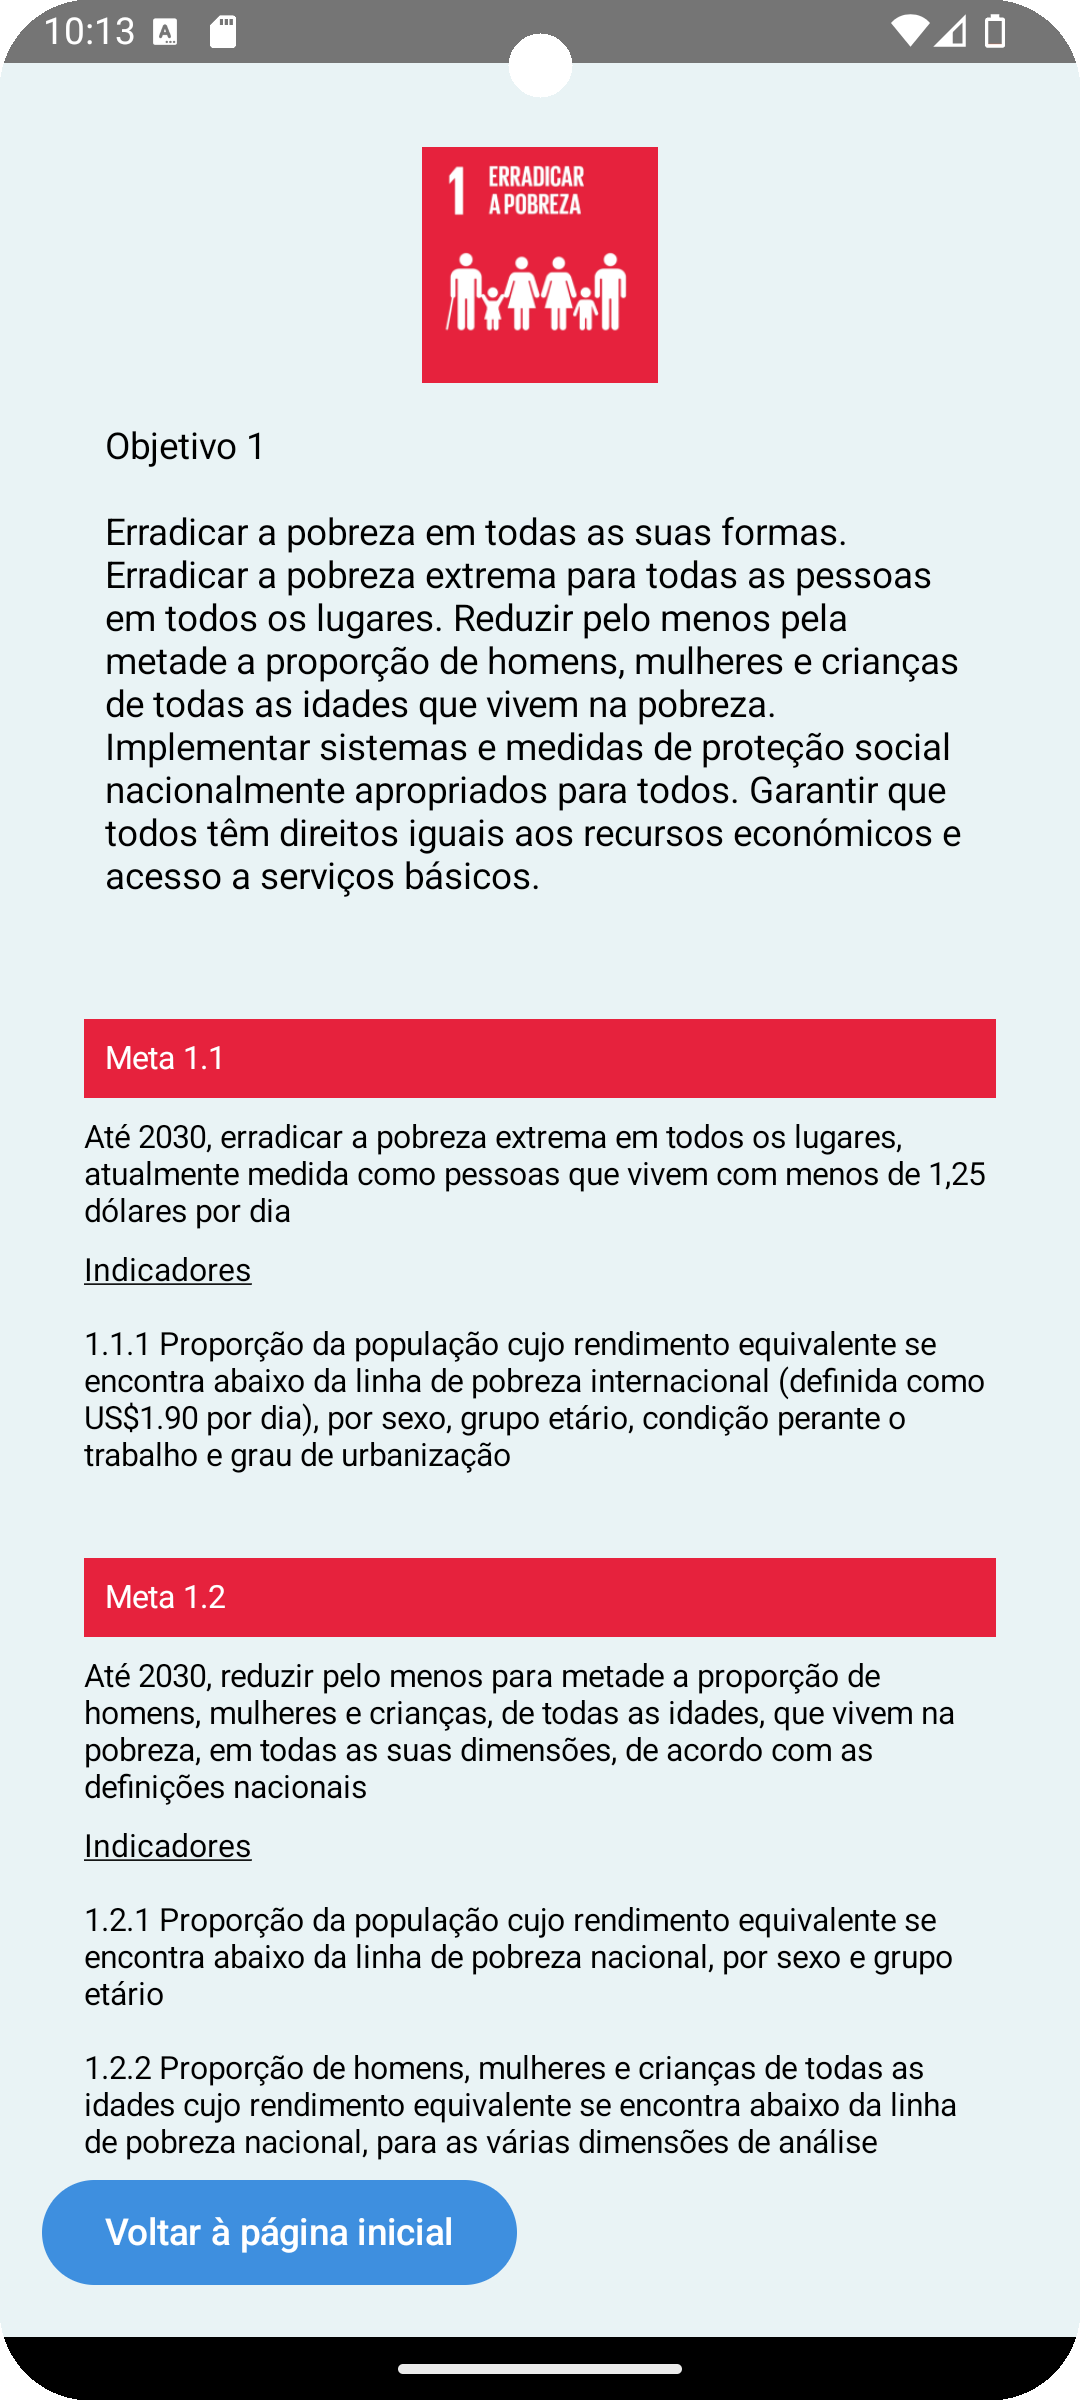 10:13
1 ERRADICAR
A POBREZA
Objetivo 1
Erradicar a pobreza em todas as suas formas.
Erradicar a pobreza extrema para todas as pessoas
em todos os lugares. Reduzir pelo menos pela
metade a proporção de homens, mulheres e crianças
de todas as idades que vivem na pobreza.
Implementar sistemas e medidas de proteção social
nacionalmente apropriados para todos. Garantir que
todos têm direitos iguais aos recursos económicos e
acesso a serviços básicos.
Meta 1.1
Até 2030, erradicar a pobreza extrema em todos os lugares,
atualmente medida como pessoas que vivem com menos de 1,25
dólares por dia
Indicadores
1.1.1 Proporção da população cujo rendimento equivalente se
encontra abaixo da linha de pobreza internacional (definida como
US$1.90 por dia), por sexo, grupo etário, condição perante o
trabalho e grau de urbanização
Meta 1.2
Até 2030, reduzir pelo menos para metade a proporção de
homens, mulheres e crianças, de todas as idades, que vivem na
pobreza, em todas as suas dimensões, de acordo com as
definições nacionais
Indicadores
1.2.1 Proporção da população cujo rendimento equivalente se
encontra abaixo da linha de pobreza nacional, por sexo e grupo
etário
1.2.2 Proporção de homens, mulheres e crianças de todas as
idades cujo rendimento equivalente se encontra abaixo da linha
de pobreza nacional, para as várias dimensões de análise
Voltar à página inicial